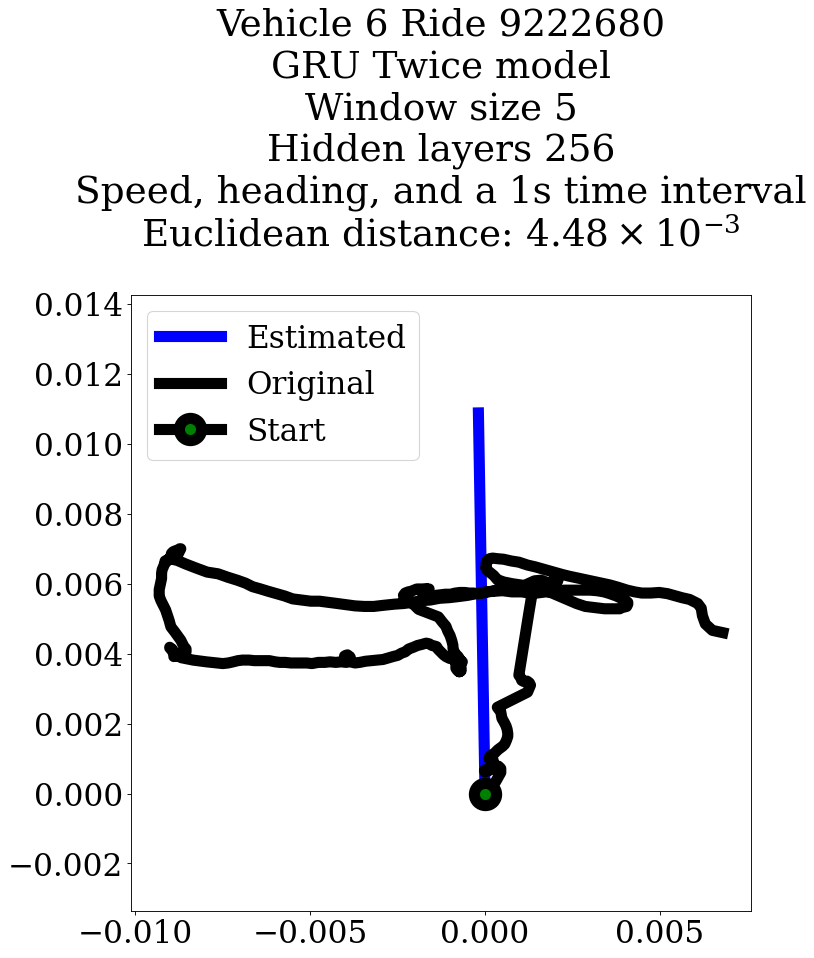 Vehicle 6 Ride 9222680
GRU Twice model
Window size 5
Hidden layers 256
Speed, heading, and a 1s time interval
Euclidean distance: 4.48 × 10⁻³
0.014
0.012
0.010
0.008
0.006
0.004
0.002
0.000
−0.002
Estimated
Original
Start
−0.010 −0.005 0.000 0.005